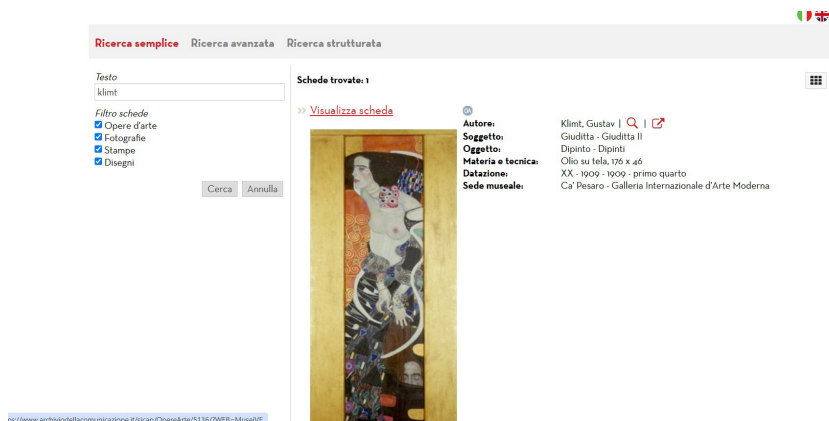 Ricerca semplice Ricerca avanzata Ricerca strutturata
Testo
klimt
Filtro schede
Opere d'arte
Fotografie
Stampe
Disegni
Cerca Annulla
Schede trovate: 1
>> Visualizza scheda
OA
Autore: Klimt, Gustav | |
Soggetto: Giuditta - Giuditta II
Oggetto: Dipinto - Dipinti
Materia e tecnica: Olio su tela, 176 x 46
Datazione: XX - 1909 - 1909 - primo quarto
Sede museale: Ca' Pesaro - Galleria Internazionale d'Arte Moderna